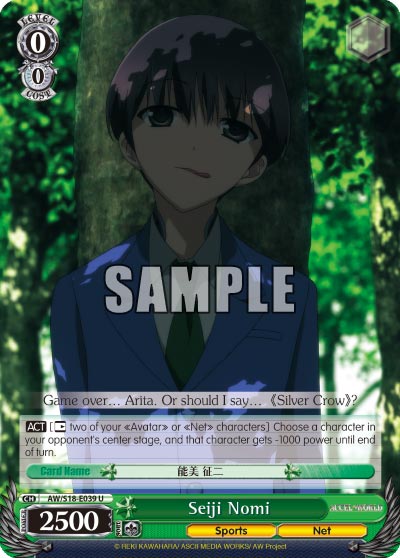 LEVEL
0
0
COST
SAMPLE
Game over... Arita. Or should I say... 《Silver Crow》?
ACT [ two of your «Avatar» or «Net» characters] Choose a character in
your opponent's center stage, and that character gets -1000 power until end
of turn.
Card Name
能美 征二
CH AW/S18-E039 U
Seiji Nomi
ACCEL WORLD
2500
Sports Net
© REKI KAWAHARA/ ASCII MEDIA WORKS/ AW Project